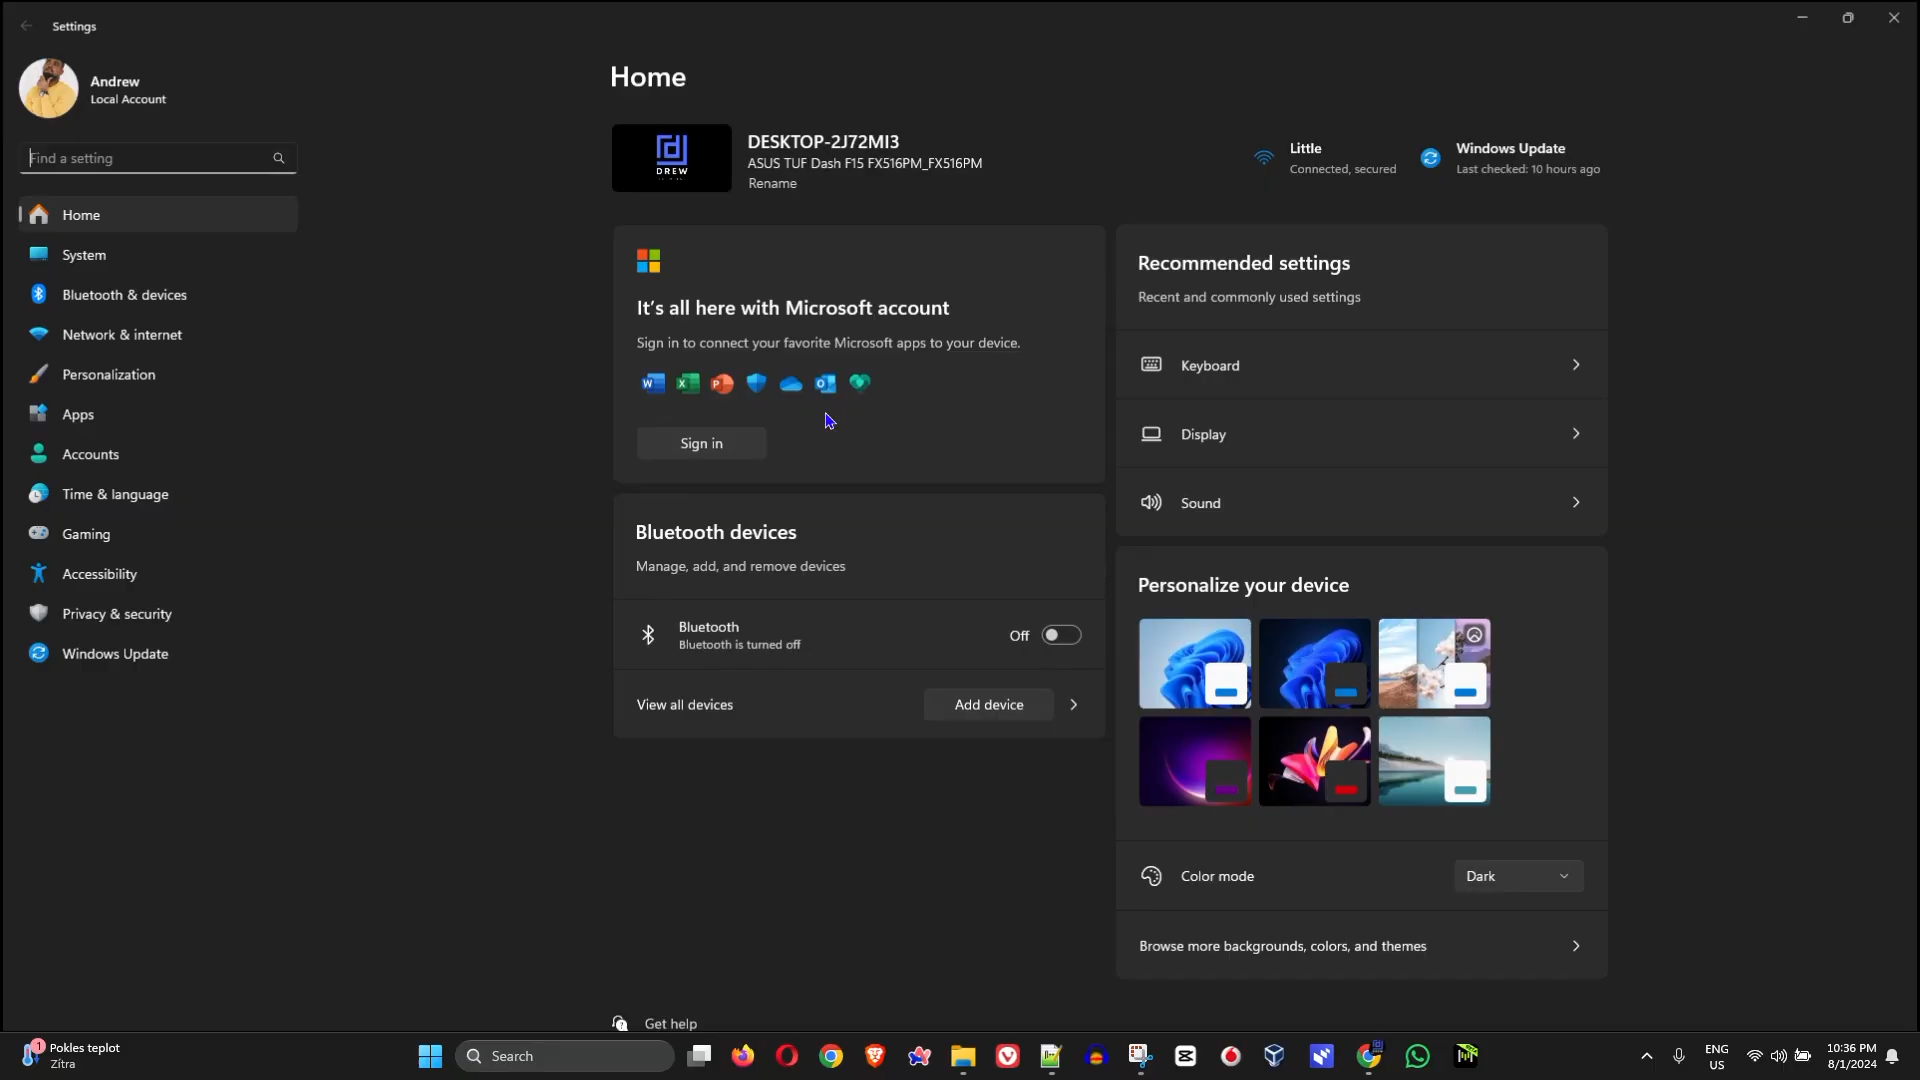 Settings
Andrew
Local Account
Find a setting
Home
System
Bluetooth & devices
Network & internet
Personalization
Apps
Accounts
Time & language
Gaming
Accessibility
Privacy & security
Windows Update
Home
DREW
DESKTOP-2J72MI3
ASUS TUF Dash F15 FX516PM_FX516PM
Rename
Little
Connected, secured
Windows Update
Last checked: 10 hours ago
It's all here with Microsoft account
Sign in to connect your favorite Microsoft apps to your device.
Sign in
Bluetooth devices
Manage, add, and remove devices
Bluetooth
Bluetooth is turned off
Off
View all devices
Add device
Recommended settings
Recent and commonly used settings
Keyboard
Display
Sound
Personalize your device
Color mode
Dark
Browse more backgrounds, colors, and themes
Get help
1
Pokles teplot
Zítra
Search
ENG
US
10:36 PM
8/1/2024